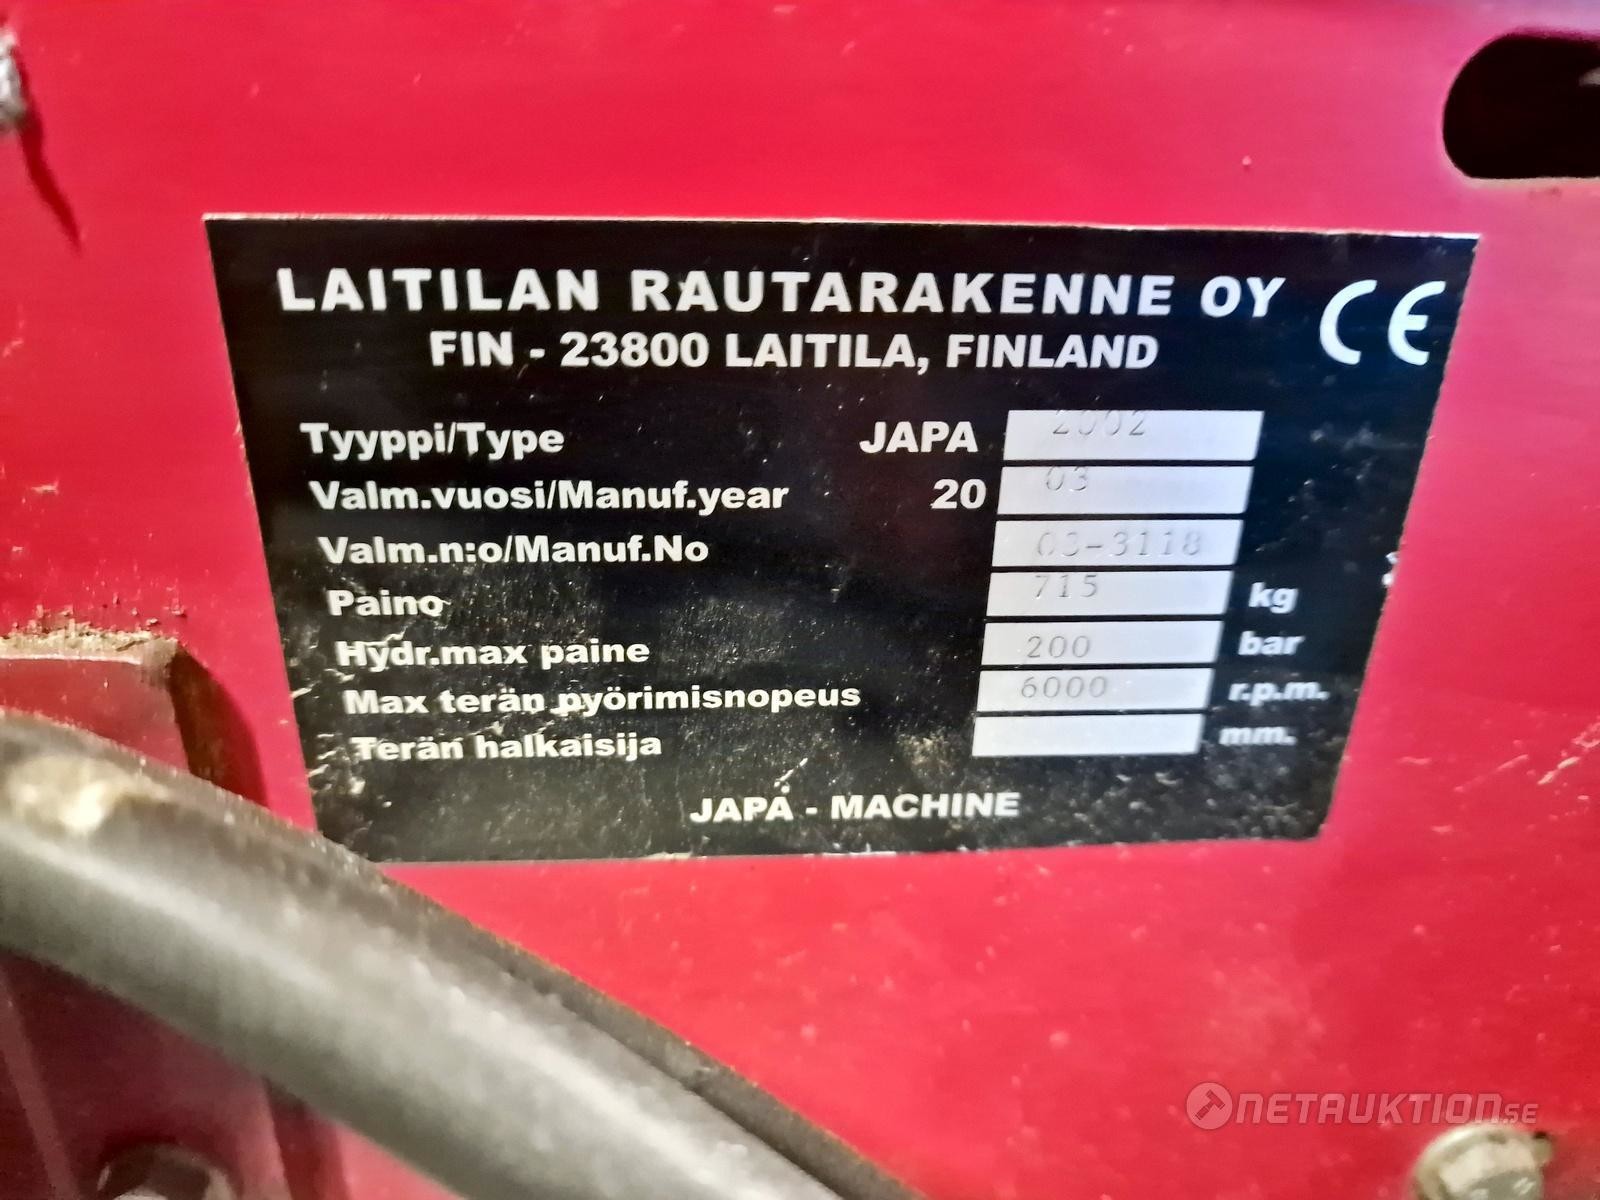 LAITILAN RAUTARAKENNE OY CE
FIN - 23800 LAITILA, FINLAND
Tyyppi/Type JAPA 2002
Valm.vuosi/Manuf.year 20 03
Valm.n:o/Manuf.No 03-3118
Paino 715 kg
Hydr.max paine 200 bar
Max terän pyörimisnopeus 6000 r.p.m.
Terän halkaisija mm.
JAPA - MACHINE
NETAUKTION.SE